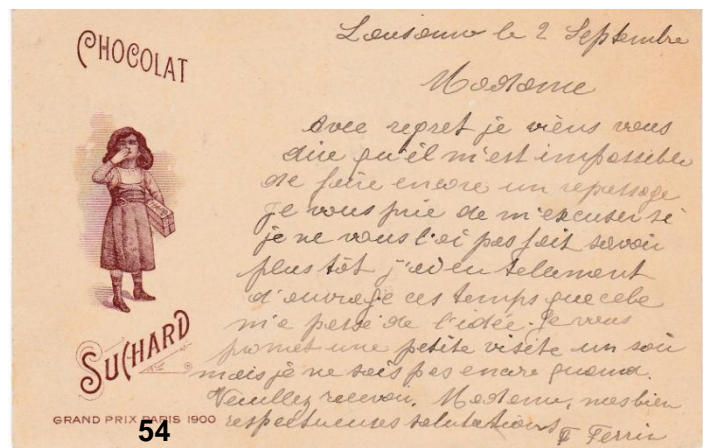 CHOCOLAT
SUCHARD
GRAND PRIX PARIS 1900
54
Lausanne le 2 Septembre
Madame
Avec regret je viens vous
dire qu'il m'est impossible
de faire encore un repassage
je vous prie de m'excuser si
je ne vous l'ai pas fait savoir
plus tôt j'ai eu telament
d'ouvrage ces temps que cela
m'a passé de l'idée. Je vous
promet une petite visite un soir
mais je ne sais pas encore quand.
Veuillez recevoir, Madame, mes bien
respectueuses salutations
F Ferrin